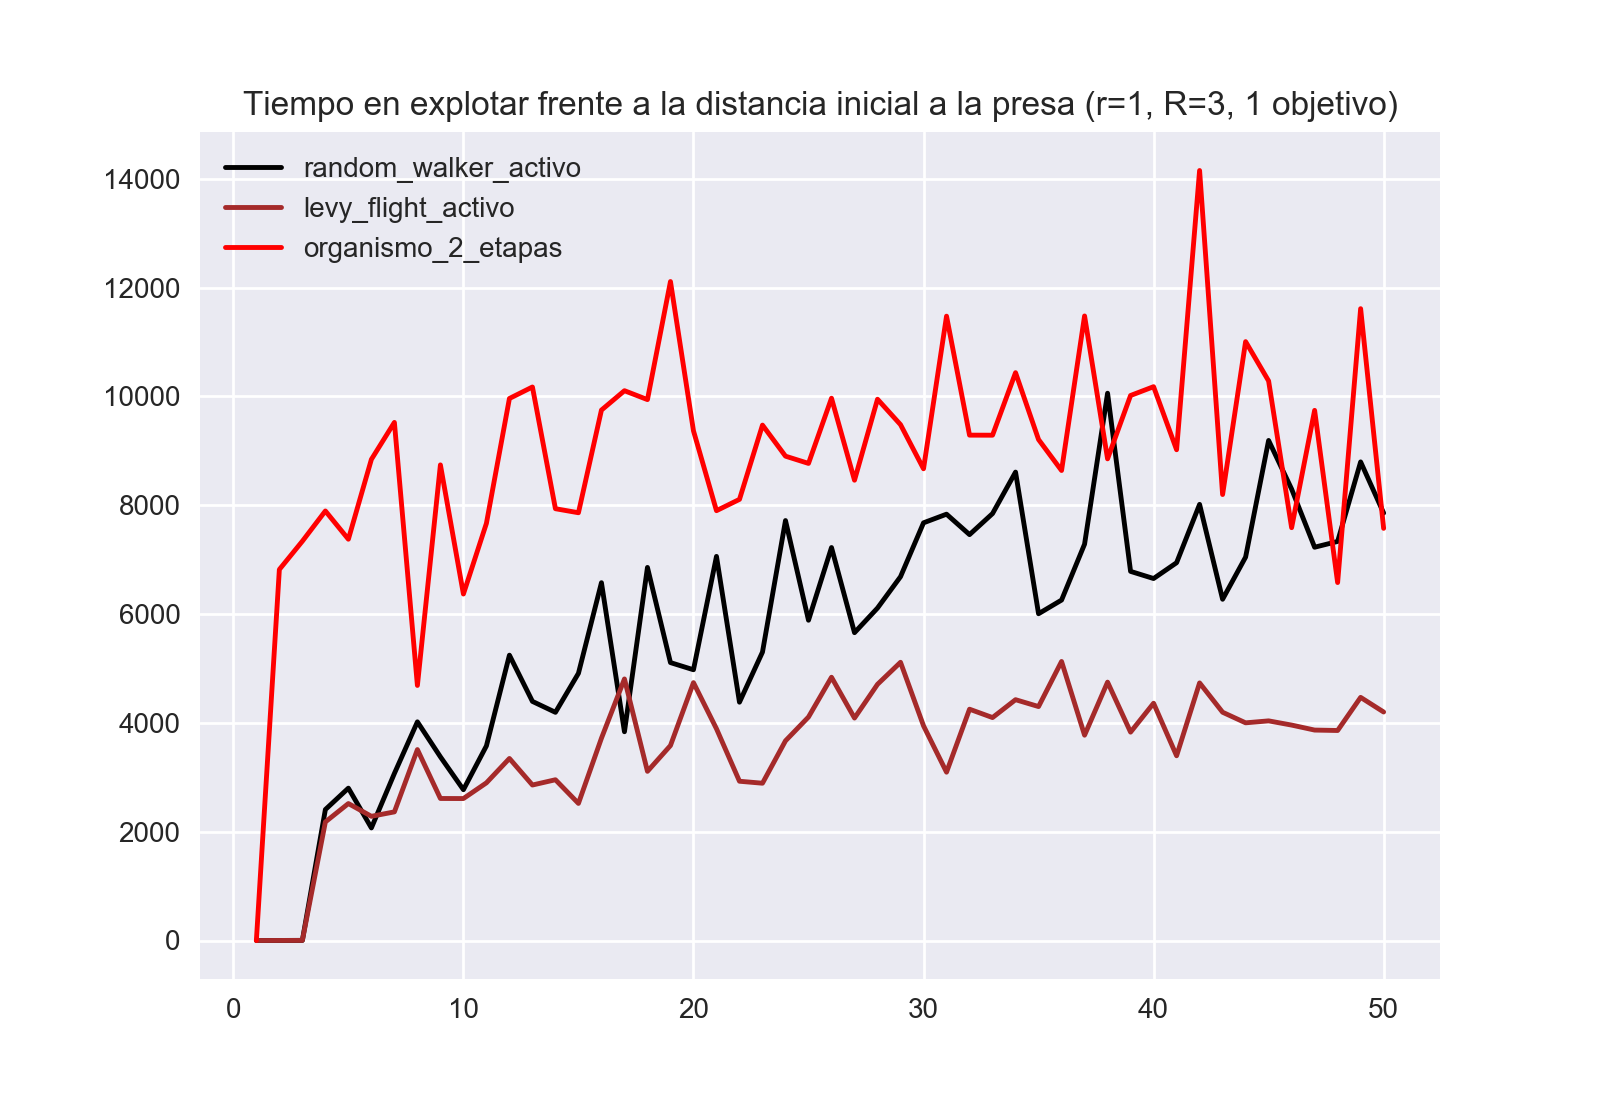 Tiempo en explotar frente a la distancia inicial a la presa (r=1, R=3, 1 objetivo)
random_walker_activo
levy_flight_activo
organismo_2_etapas
14000
12000
10000
8000
6000
4000
2000
0
0 10 20 30 40 50